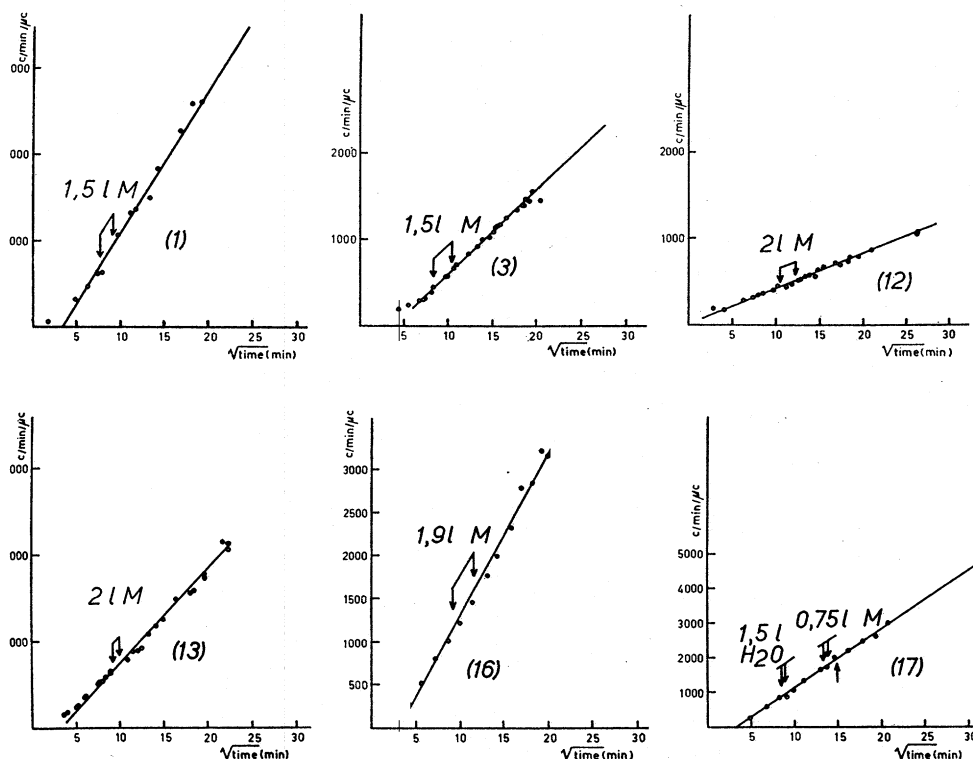 c/min/μc
000
000
000
1,5 l M
(1)
5 10 15 20 25 30
√time(min)
c/min/μc
2000
1000
1,5l M
(3)
5 10 15 20 25 30
√time(min)
c/min/μc
2000
1000
2l M
(12)
5 10 15 20 25 30
√time(min)
c/min/μc
000
000
000
2 l M
(13)
5 10 15 20 25 30
√time(min)
c/min/μc
3000
2500
2000
1500
1000
500
1,9l M
(16)
5 10 15 20 25 30
√time(min)
c/min/μc
5000
4000
3000
2000
1000
1,5 l
H2O
0,75l M
(17)
5 10 15 20 25 30
√time(min)